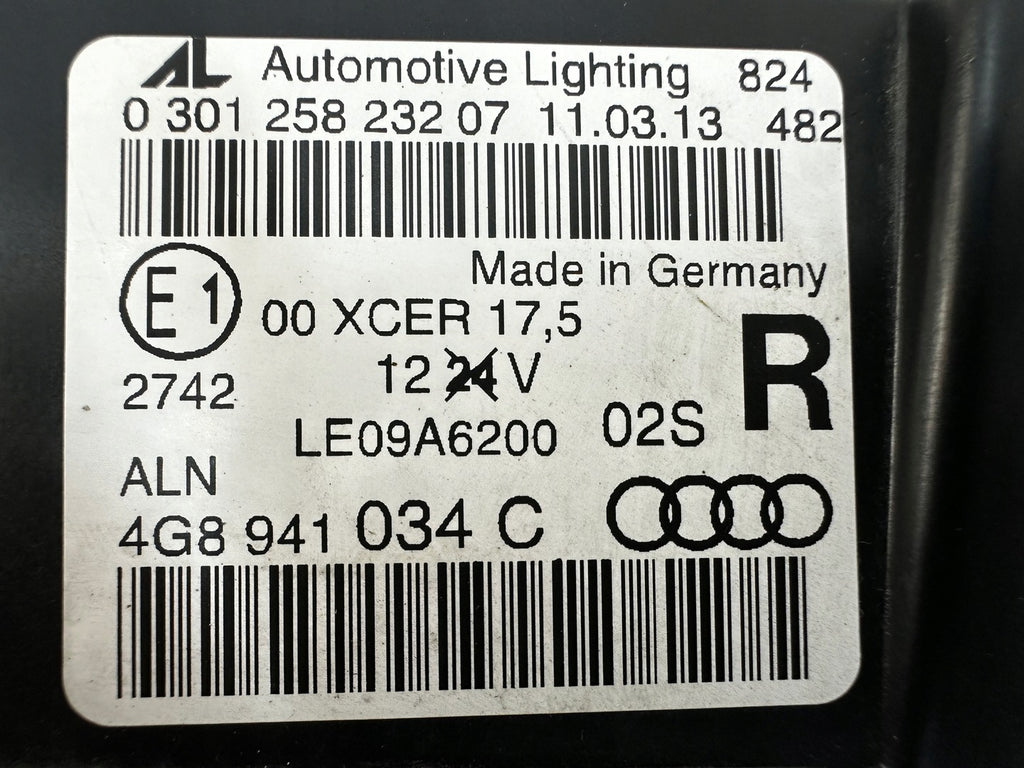 AL Automotive Lighting 824
0 301 258 232 07 11.03.13 482
Made in Germany
E1 00 XCER 17,5
12 24 V R
2742
LE09A6200 02S
ALN
4G8 941 034 C